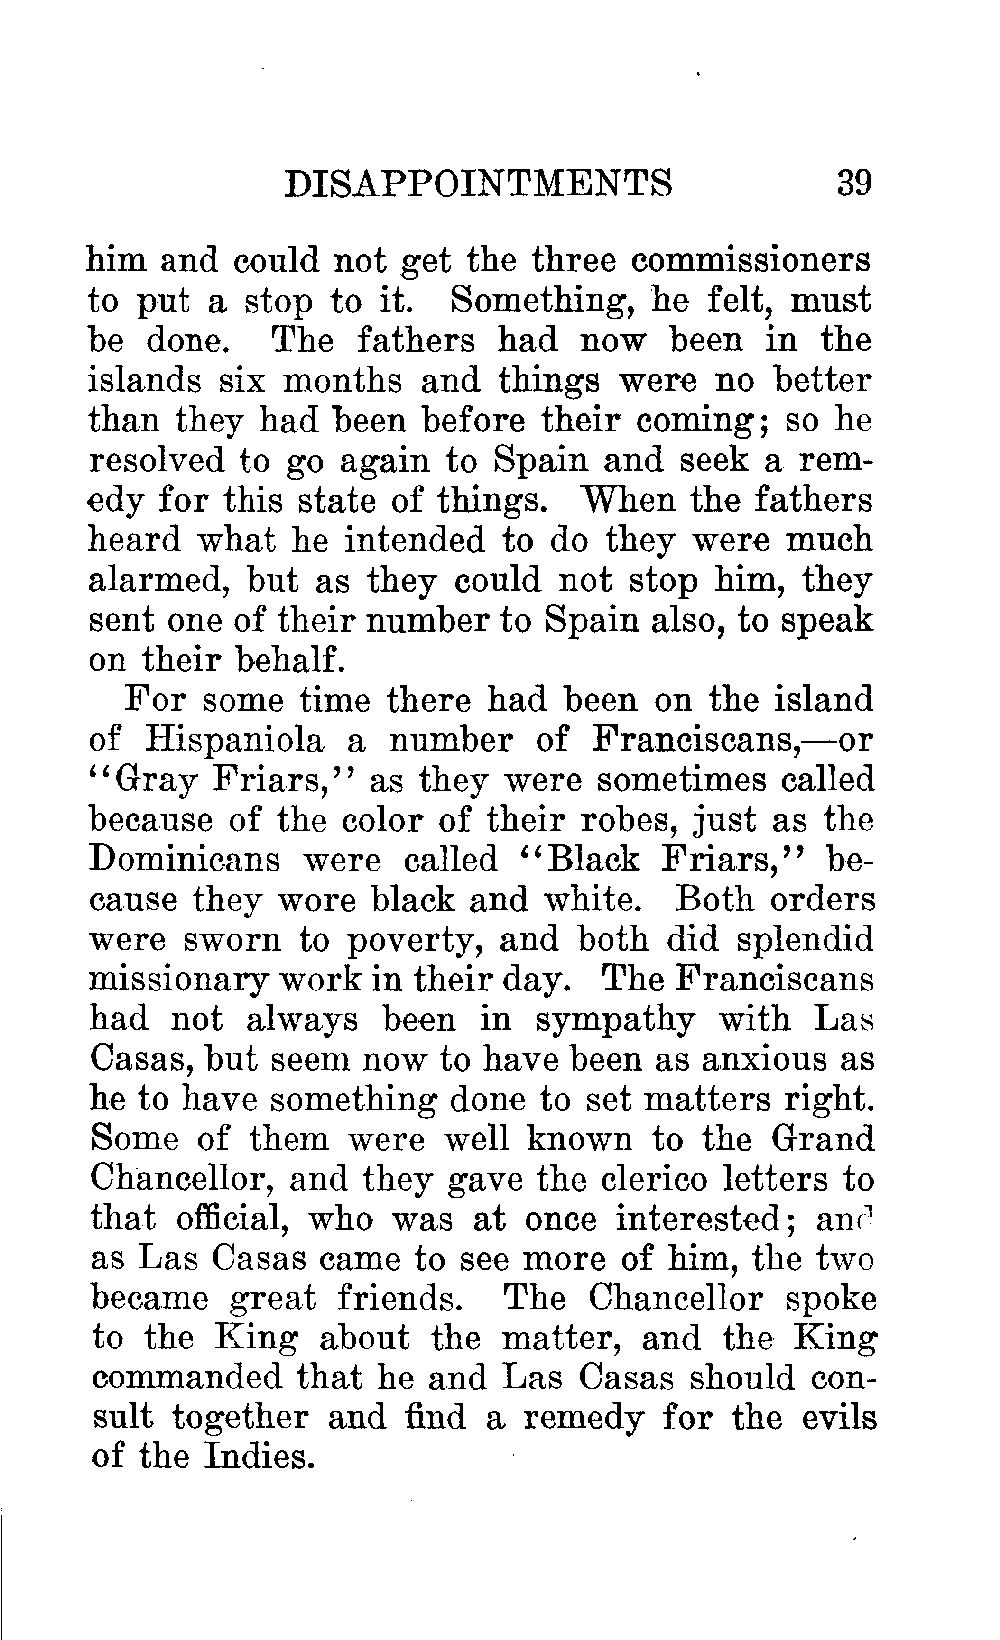 DISAPPOINTMENTS 39
him and could not get the three commissioners
to put a stop to it. Something, he felt, must
be done. The fathers had now been in the
islands six months and things were no better
than they had been before their coming; so he
resolved to go again to Spain and seek a rem-
edy for this state of things. When the fathers
heard what he intended to do they were much
alarmed, but as they could not stop him, they
sent one of their number to Spain also, to speak
on their behalf.
For some time there had been on the island
of Hispaniola a number of Franciscans,—or
“Gray Friars,” as they were sometimes called
because of the color of their robes, just as the
Dominicans were called “Black Friars,” be-
cause they wore black and white. Both orders
were sworn to poverty, and both did splendid
missionary work in their day. The Franciscans
had not always been in sympathy with Las
Casas, but seem now to have been as anxious as
he to have something done to set matters right.
Some of them were well known to the Grand
Chancellor, and they gave the clerico letters to
that official, who was at once interested; and
as Las Casas came to see more of him, the two
became great friends. The Chancellor spoke
to the King about the matter, and the King
commanded that he and Las Casas should con-
sult together and find a remedy for the evils
of the Indies.